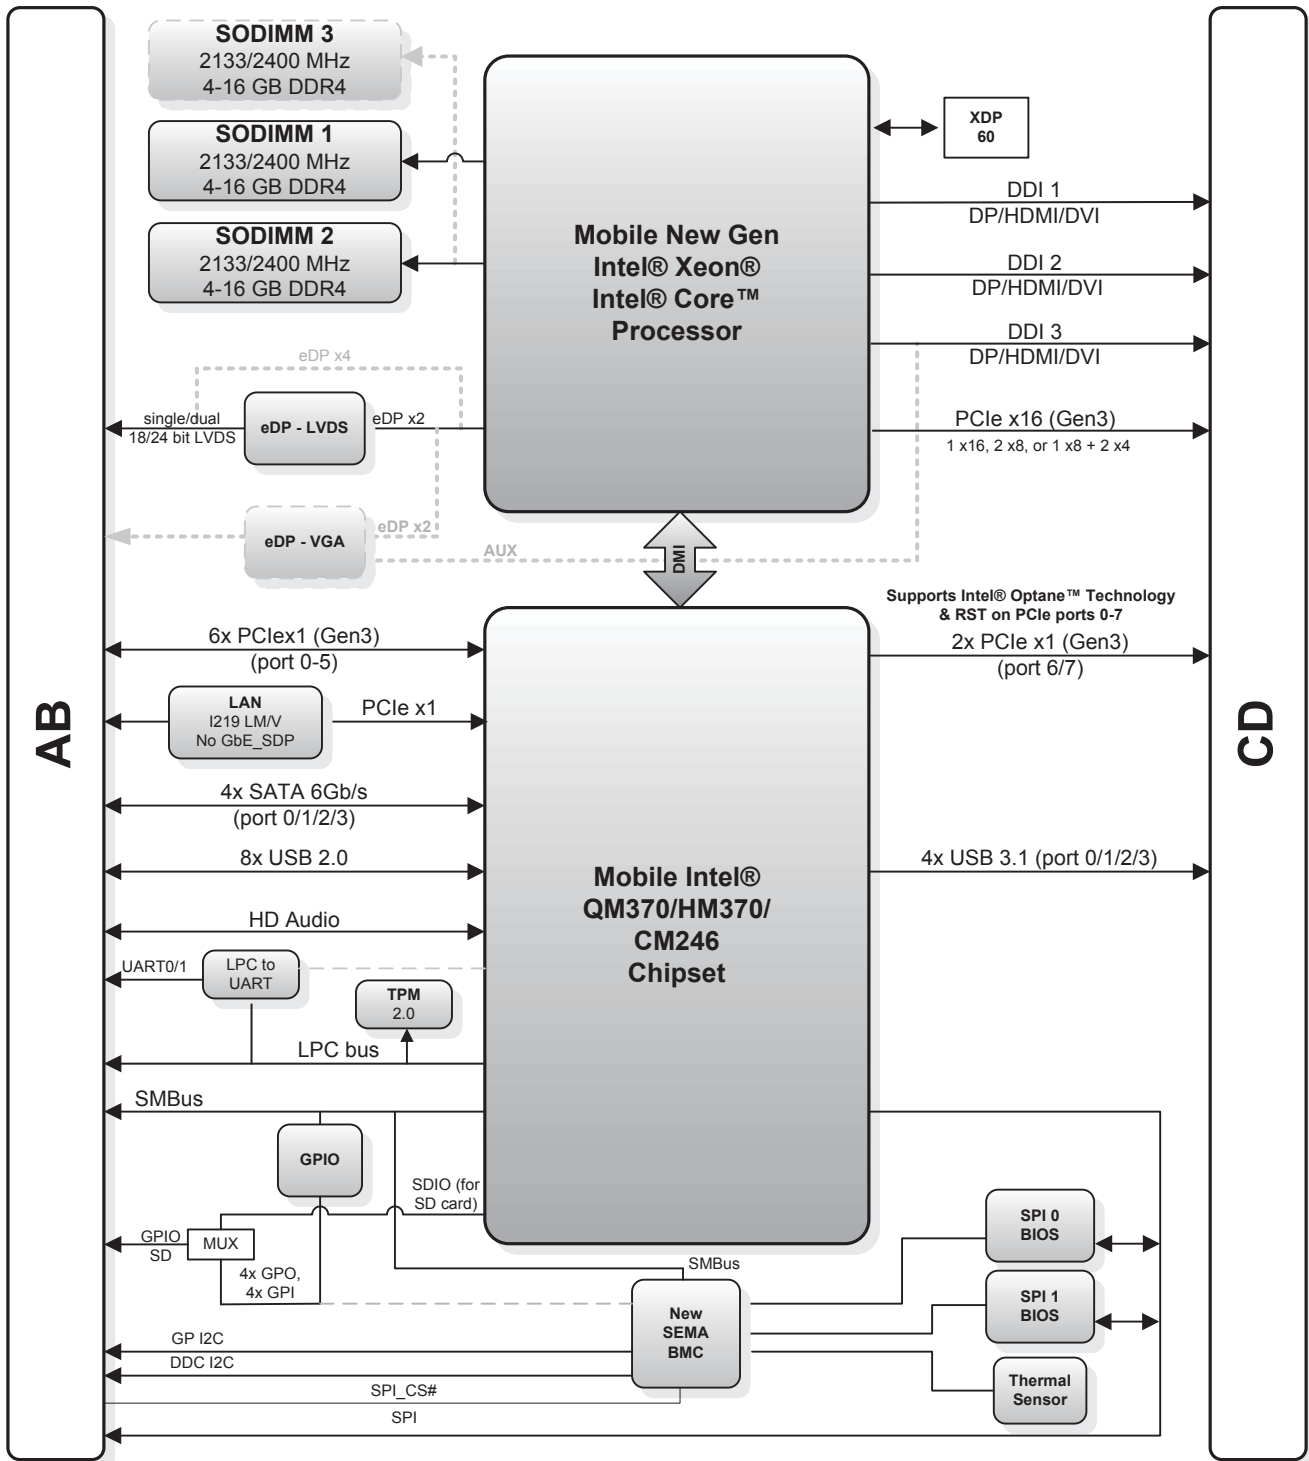 SODIMM 3
2133/2400 MHz
4-16 GB DDR4
SODIMM 1
2133/2400 MHz
4-16 GB DDR4
SODIMM 2
2133/2400 MHz
4-16 GB DDR4
Mobile New Gen
Intel® Xeon®
Intel® Core™
Processor
XDP
60
DDI 1
DP/HDMI/DVI
DDI 2
DP/HDMI/DVI
DDI 3
DP/HDMI/DVI
PCIe x16 (Gen3)
1 x16, 2 x8, or 1 x8 + 2 x4
eDP x4
single/dual
18/24 bit LVDS
eDP - LVDS
eDP x2
eDP - VGA
eDP x2
AUX
DMI
Supports Intel® Optane™ Technology
& RST on PCIe ports 0-7
2x PCIe x1 (Gen3)
(port 6/7)
6x PCIex1 (Gen3)
(port 0-5)
LAN
I219 LM/V
No GbE_SDP
PCIe x1
AB
CD
4x SATA 6Gb/s
(port 0/1/2/3)
8x USB 2.0
4x USB 3.1 (port 0/1/2/3)
Mobile Intel®
QM370/HM370/
CM246
Chipset
HD Audio
UART0/1
LPC to
UART
TPM
2.0
LPC bus
SMBus
GPIO
SDIO (for
SD card)
GPIO
SD
MUX
4x GPO,
4x GPI
SMBus
New
SEMA
BMC
SPI 0
BIOS
SPI 1
BIOS
Thermal
Sensor
GP I2C
DDC I2C
SPI_CS#
SPI